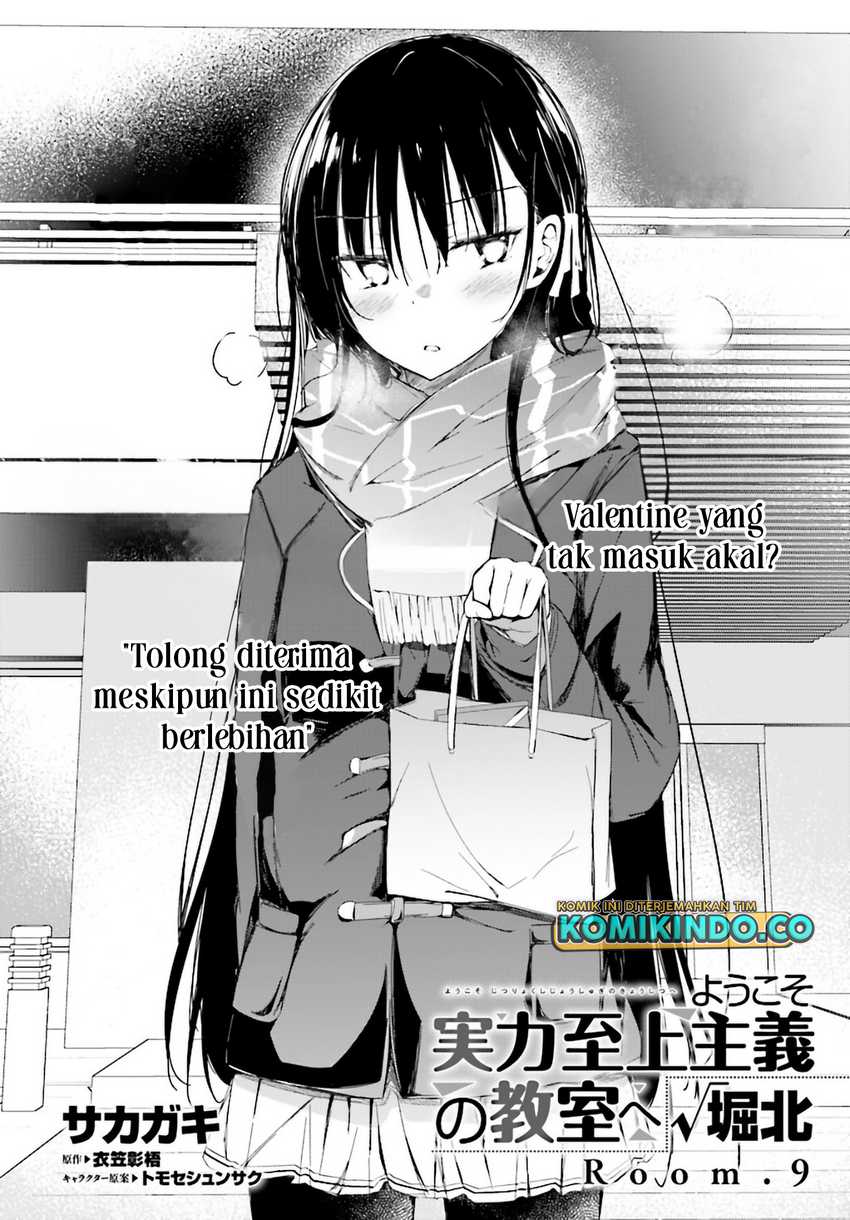 Valentine yang
tak masuk akal?
"Tolong diterima
meskipun ini sedikit
berlebihan"
KOMIK INI DITERJEMAHKAN TIM
KOMIKINDO.CO
ようこそ じつりょくしじょうしゅぎのきょうしつへ
ようこそ
実力至上主義
の教室へ √堀北
Room.9
サカガキ
原作▶衣笠彰梧
キャラクター原案▶トモセシュンサク